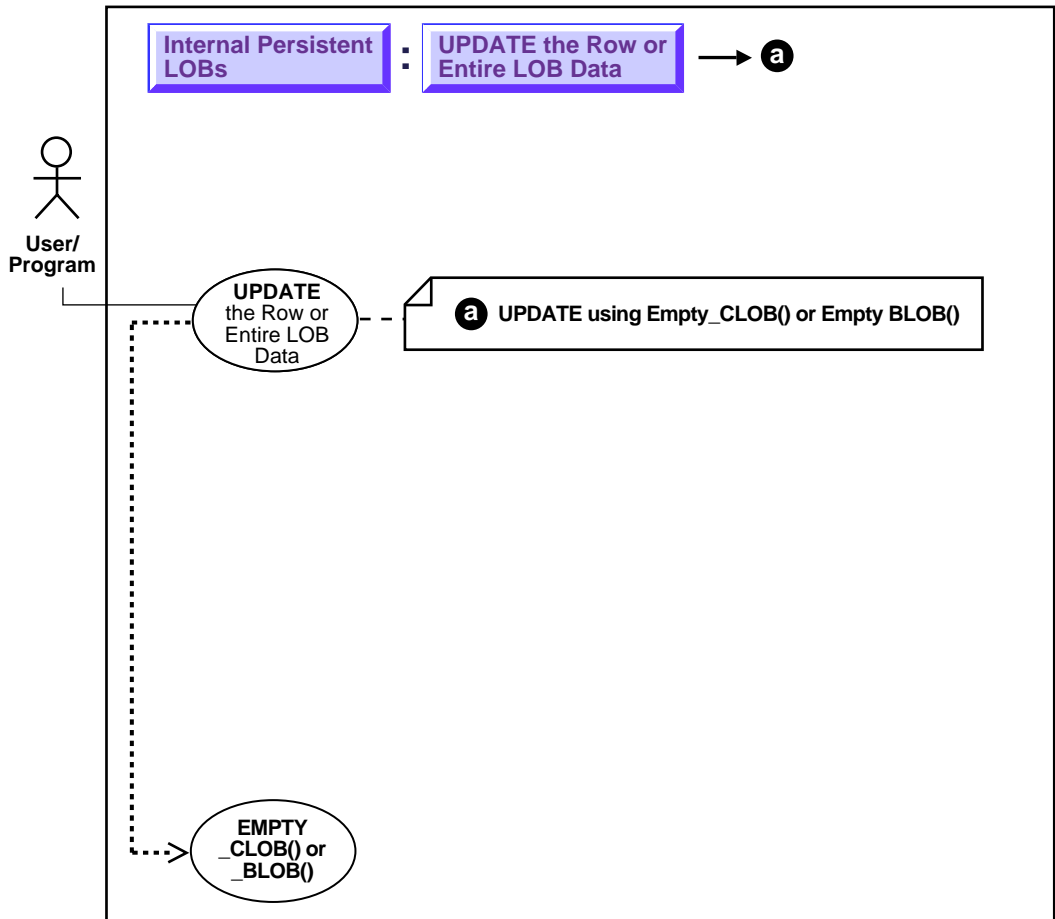 Internal Persistent
LOBs
:
UPDATE the Row or
Entire LOB Data
a
User/
Program
UPDATE
the Row or
Entire LOB
Data
a UPDATE using Empty_CLOB() or Empty BLOB()
EMPTY
_CLOB() or
_BLOB()